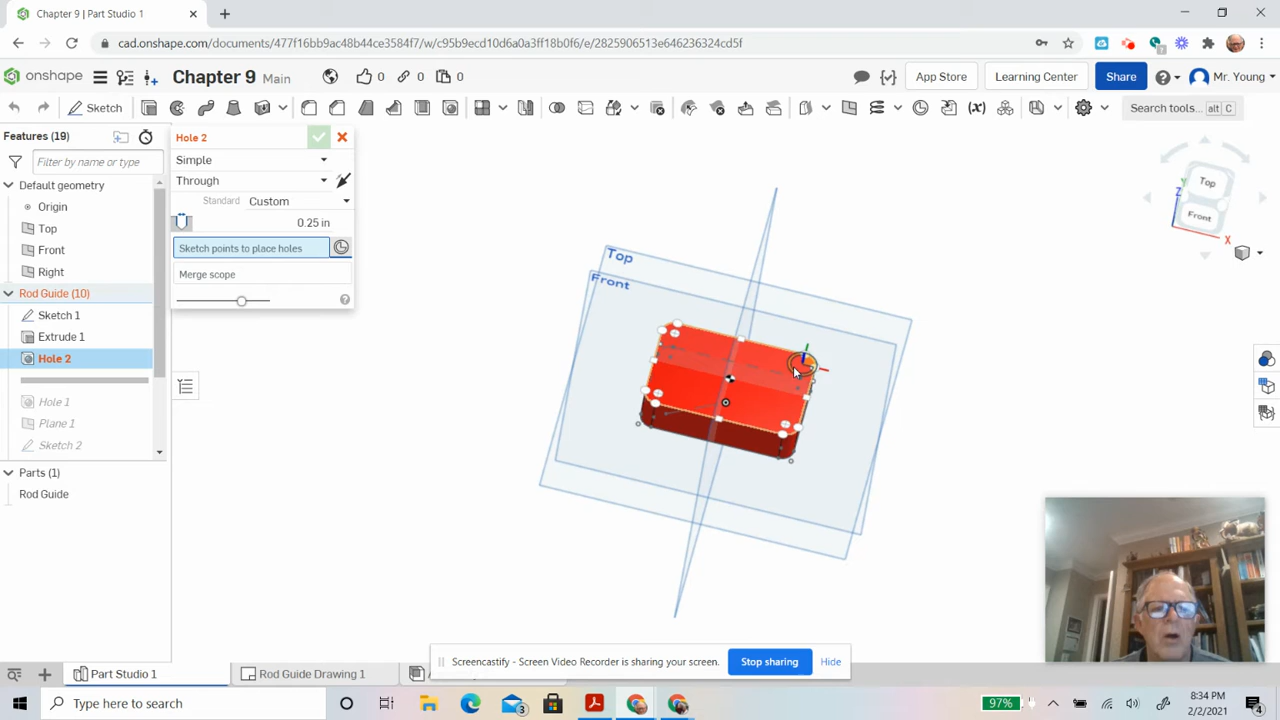 Chapter 9 | Part Studio 1
cad.onshape.com/documents/477f16bb9ac48b44ce3584f7/w/c95b9ecd10d6a0a3ff18b0f6/e/2825906513e646236324cd5f
onshape
Chapter 9 Main
0
0
0
App Store
Learning Center
Share
Mr. Young
Sketch
Search tools... alt C
Features (19)
Filter by name or type
Default geometry
Origin
Top
Front
Right
Rod Guide (10)
Sketch 1
Extrude 1
Hole 2
Hole 1
Plane 1
Sketch 2
Parts (1)
Rod Guide
Hole 2
Simple
Through
Standard Custom
0.25 in
Sketch points to place holes
Merge scope
Top
Front
Top
Front
Z
Y
X
Screencastify - Screen Video Recorder is sharing your screen.
Stop sharing
Hide
Part Studio 1
Rod Guide Drawing 1
Type here to search
3
97%
8:34 PM
2/2/2021
4